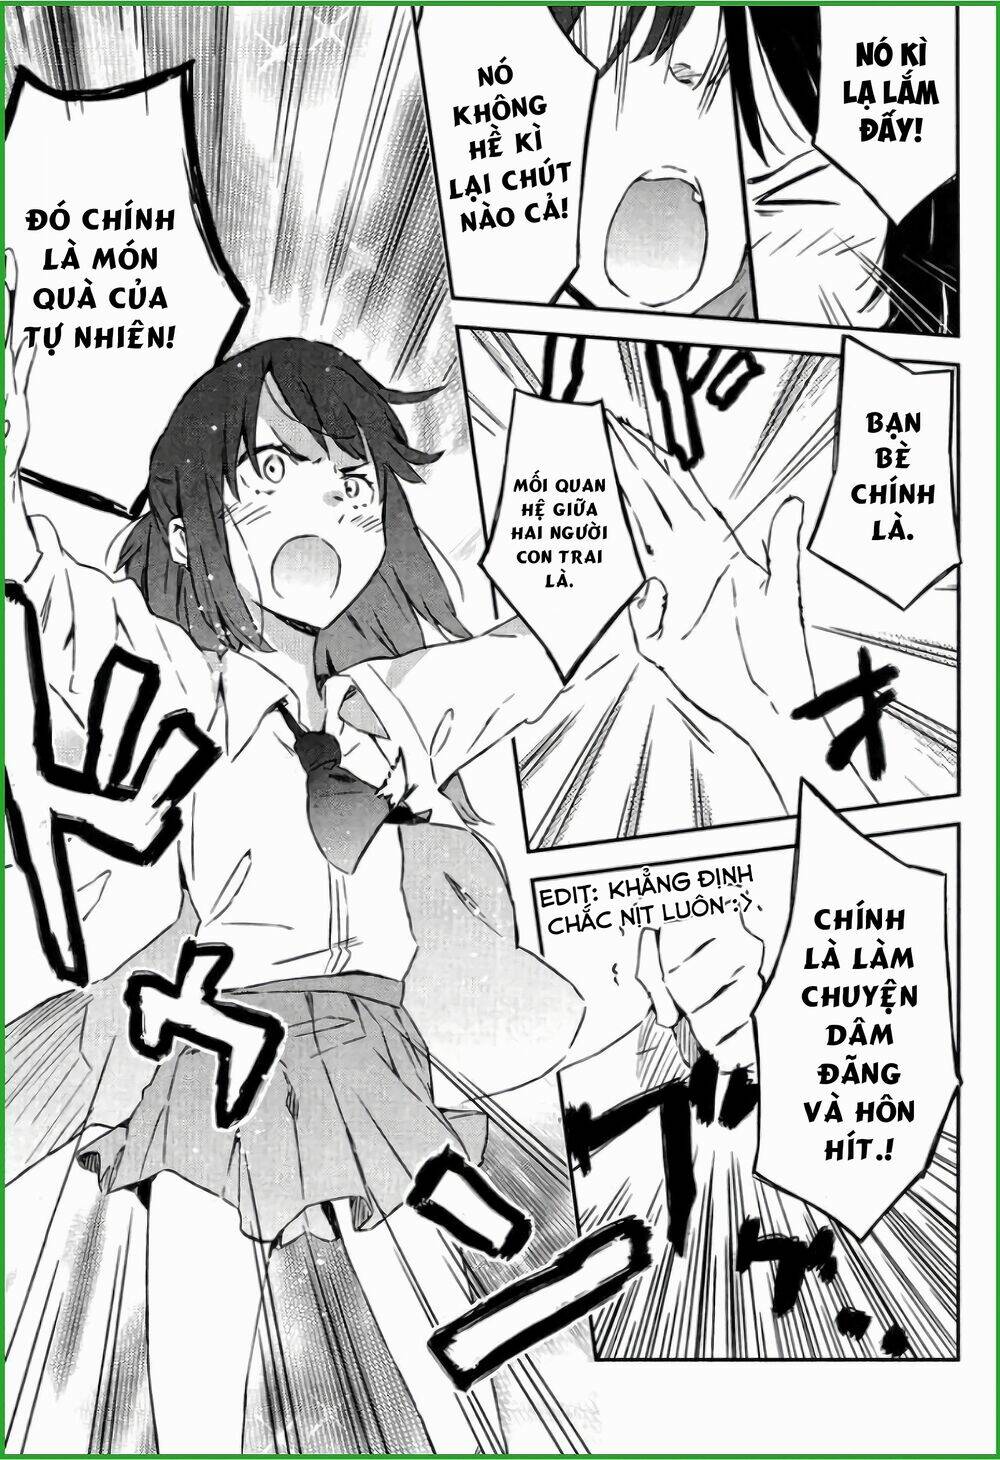 NÓ KÌ
LẠ LẮM
ĐẤY!
NÓ
KHÔNG
HỀ KÌ
LẠI CHÚT
NÀO CẢ!
BẠN
BÈ
CHÍNH
LÀ.
MỐI QUAN
HỆ GIỮA
HAI NGƯỜI
CON TRAI
LÀ.
CHÍNH
LÀ LÀM
CHUYỆN
DÂM
ĐÃNG
VÀ HÔN
HÍT.!
EDIT: KHẲNG ĐỊNH
CHẮC NỊT LUÔN :>
ĐÓ CHÍNH
LÀ MÓN
QUÀ CỦA
TỰ NHIÊN!